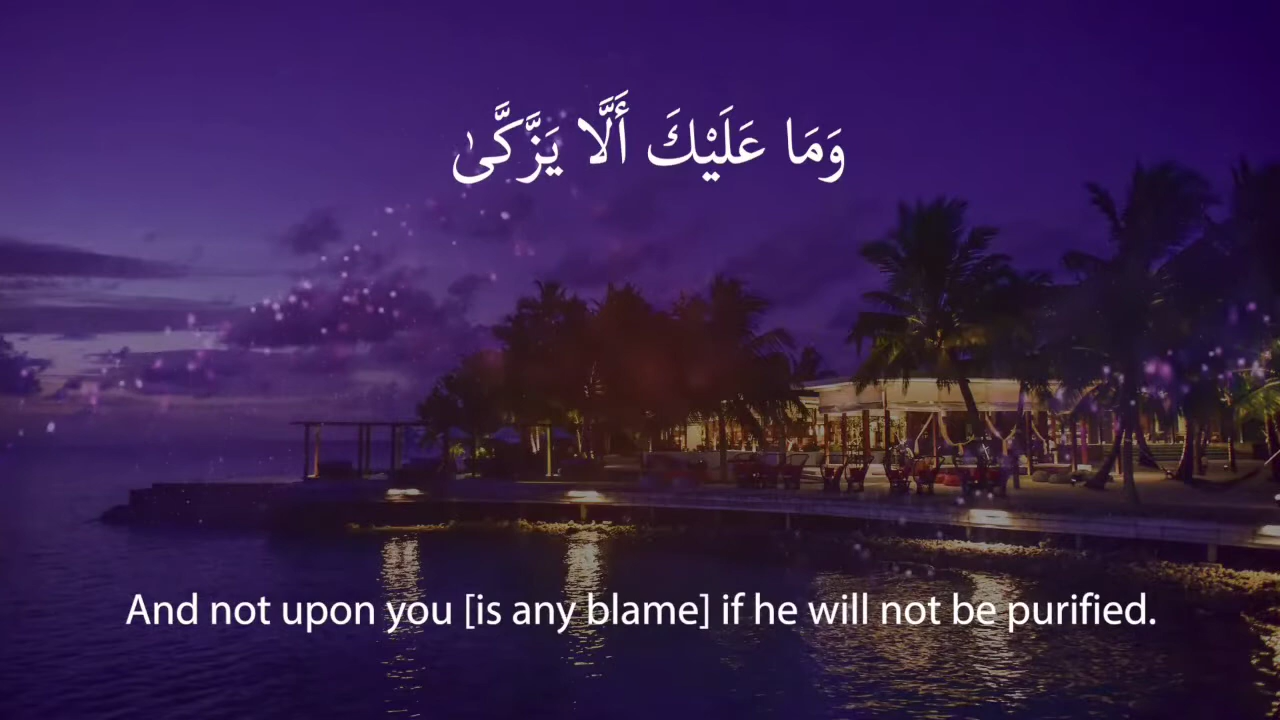 وَمَا عَلَيْكَ أَلَّا يَزَّكَّىٰ
And not upon you [is any blame] if he will not be purified.